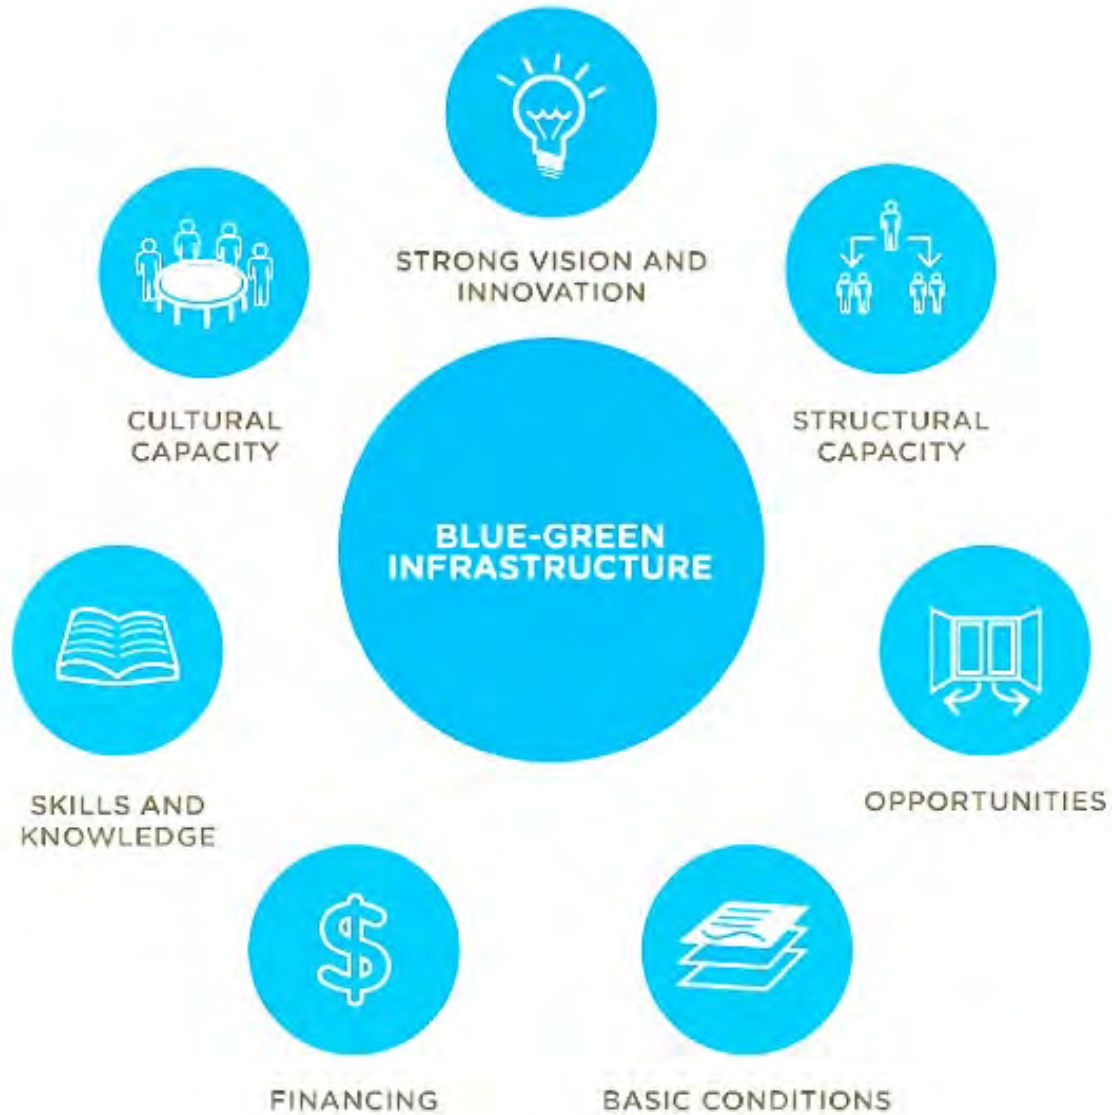 STRONG VISION AND
INNOVATION
CULTURAL
CAPACITY
STRUCTURAL
CAPACITY
BLUE-GREEN
INFRASTRUCTURE
SKILLS AND
KNOWLEDGE
OPPORTUNITIES
$
FINANCING
BASIC CONDITIONS